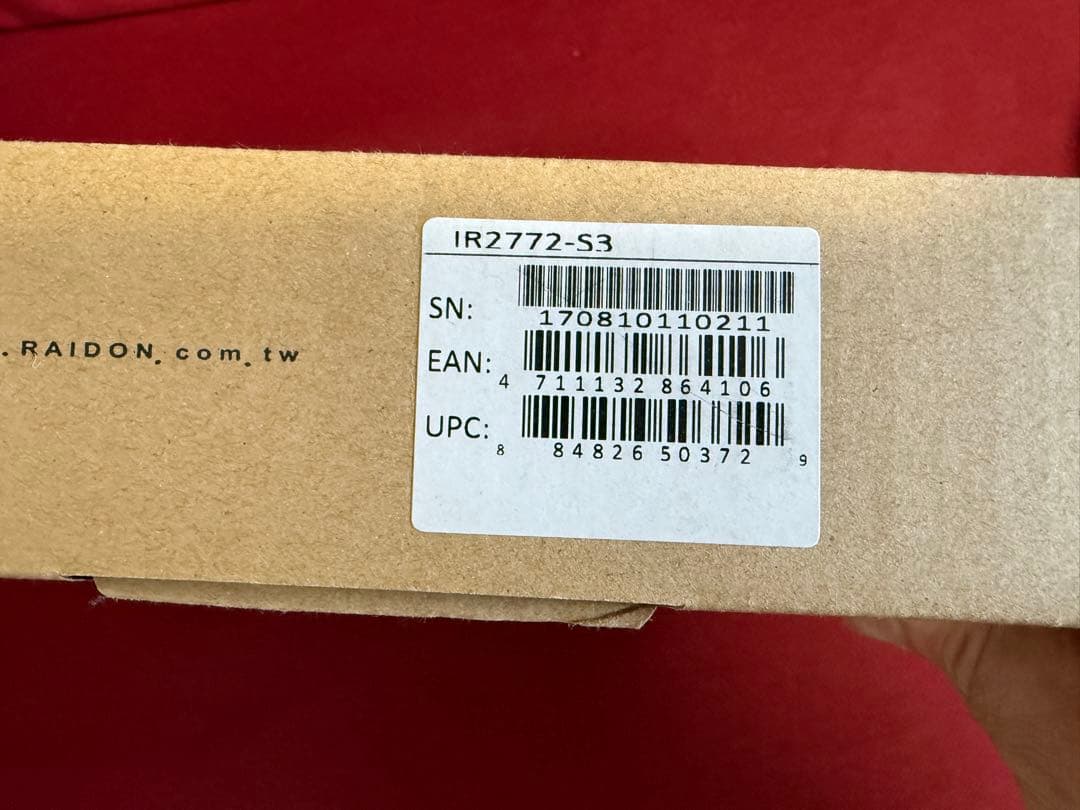 .RAIDON.com.tw
IR2772-S3
SN:
170810110211
EAN:
4 711132 864106
UPC:
8 84826 50372 9